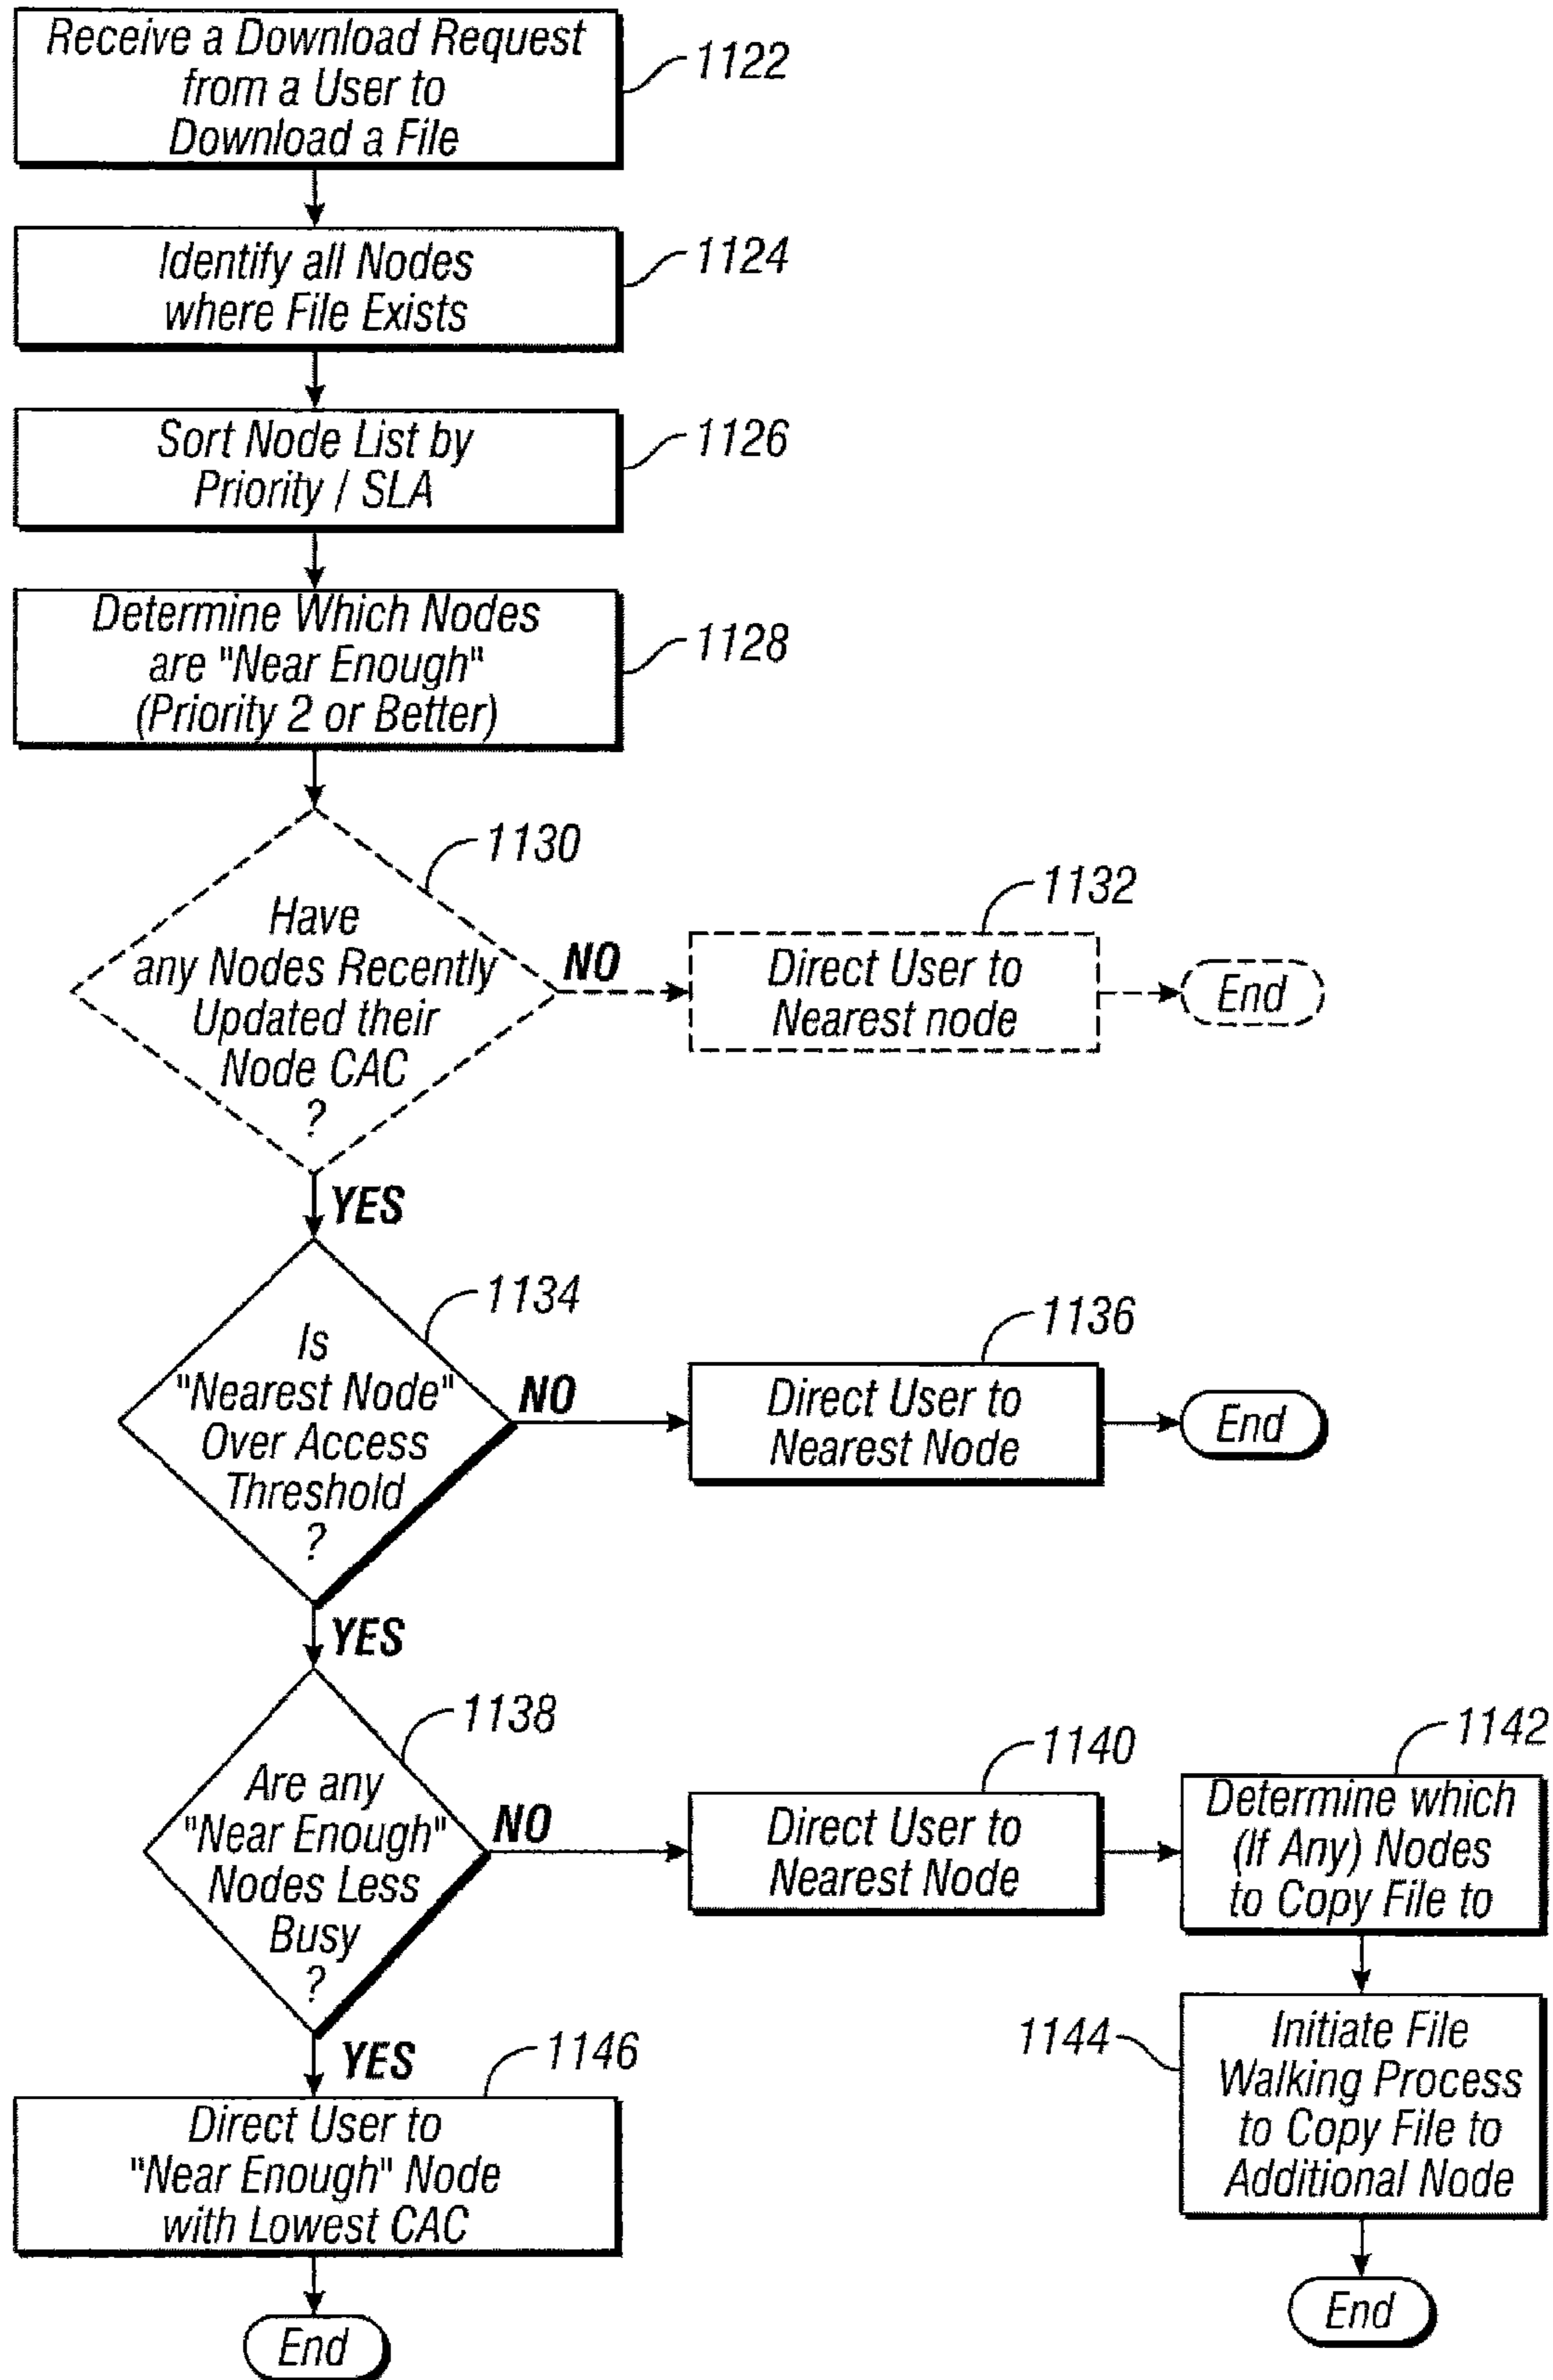 Receive a Download Request
from a User to
Download a File
1122
Identify all Nodes
where File Exists
1124
Sort Node List by
Priority / SLA
1126
Determine Which Nodes
are "Near Enough"
(Priority 2 or Better)
1128
1130
Have
any Nodes Recently
Updated their
Node CAC
?
NO
1132
Direct User to
Nearest node
End
YES
1134
Is
"Nearest Node"
Over Access
Threshold
?
NO
1136
Direct User to
Nearest Node
End
YES
1138
Are any
"Near Enough"
Nodes Less
Busy
?
NO
1140
Direct User to
Nearest Node
1142
Determine which
(If Any) Nodes
to Copy File to
1144
Initiate File
Walking Process
to Copy File to
Additional Node
End
YES
1146
Direct User to
"Near Enough" Node
with Lowest CAC
End